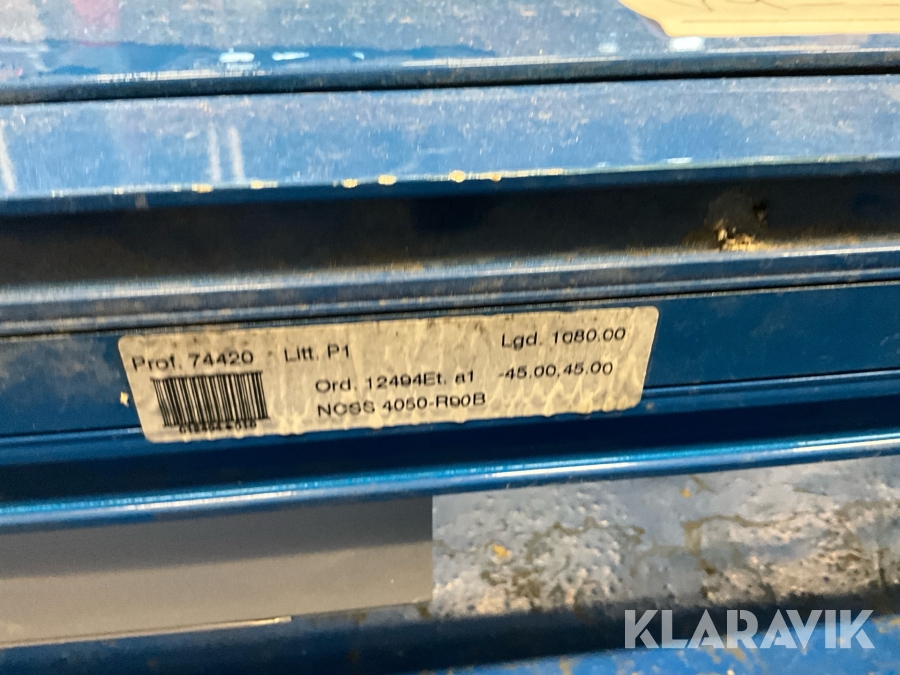 Prof. 74420 Litt. P1 Lgd. 1080.00
Ord. 12494Et. a1 -45.00,45.00
NCSS 4050-R90B
KLARAVIK